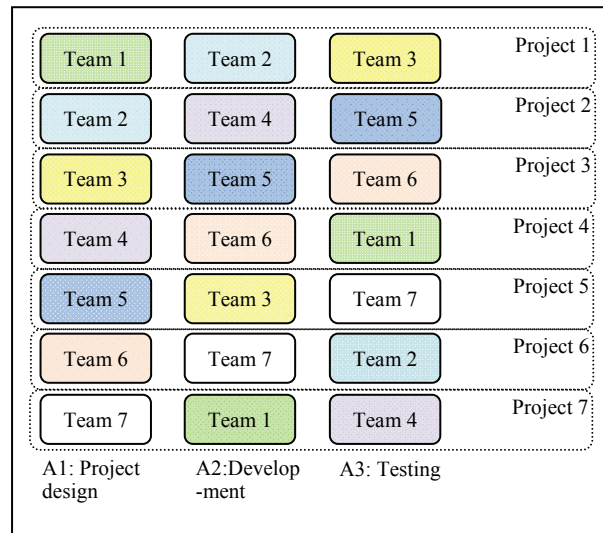 Team 1 Team 2 Team 3 Project 1
Team 2 Team 4 Team 5 Project 2
Team 3 Team 5 Team 6 Project 3
Team 4 Team 6 Team 1 Project 4
Team 5 Team 3 Team 7 Project 5
Team 6 Team 7 Team 2 Project 6
Team 7 Team 1 Team 4 Project 7
A1: Project
design
A2:Develop
-ment
A3: Testing